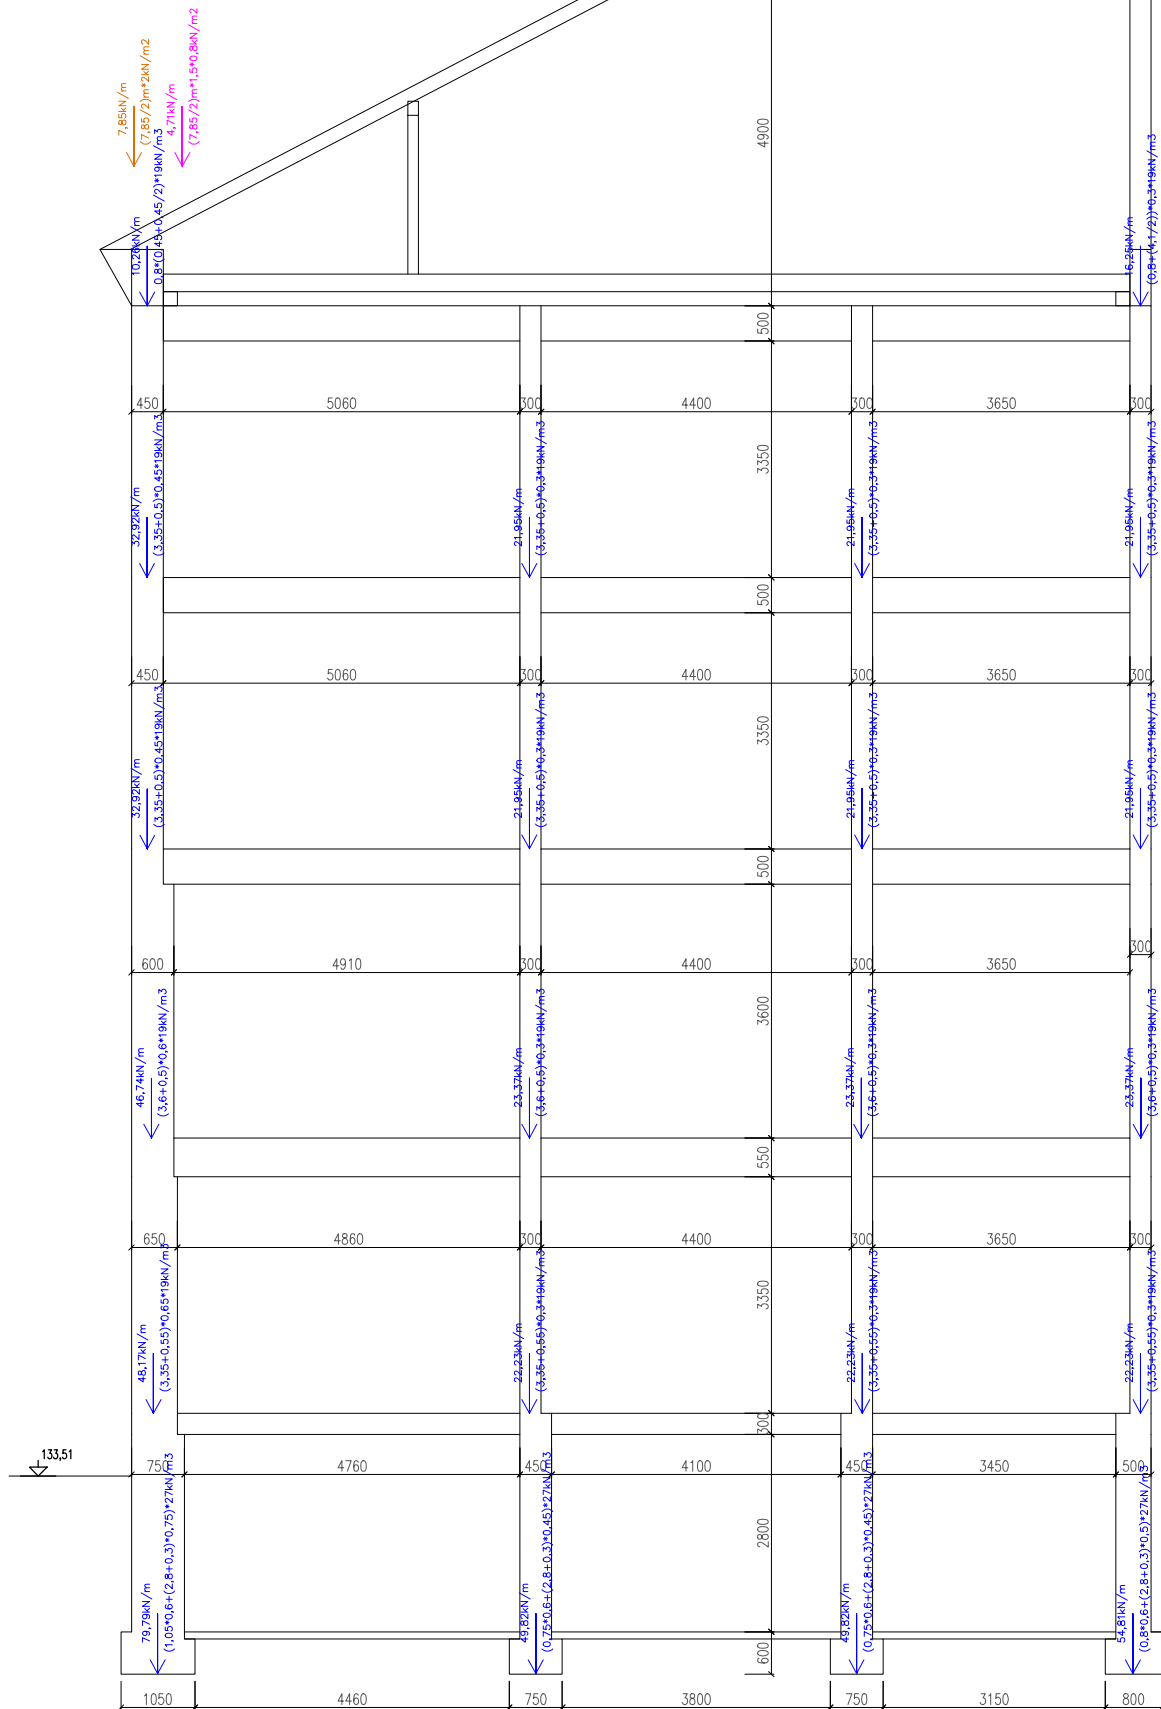 7,85kN/m
(7,85/2)m*2kN/m2
4,71kN/m
(7,85/2)m*1,5*0,8kN/m2
4900
10,26kN/m
0,8*(0,45+0,45/2)*19kN/m3
16,25kN/m
(0,8+(4,1/2))*0,3*19kN/m3
500
450
5060
300
4400
300
3650
300
3350
32,92kN/m
(3,35+0,5)*0,45*19kN/m3
21,95kN/m
(3,35+0,5)*0,3*19kN/m3
21,95kN/m
(3,35+0,5)*0,3*19kN/m3
21,95kN/m
(3,35+0,5)*0,3*19kN/m3
500
450
5060
300
4400
300
3650
300
3350
32,92kN/m
(3,35+0,5)*0,45*19kN/m3
21,95kN/m
(3,35+0,5)*0,3*19kN/m3
21,95kN/m
(3,35+0,5)*0,3*19kN/m3
21,95kN/m
(3,35+0,5)*0,3*19kN/m3
500
600
4910
300
4400
300
3650
300
3600
46,74kN/m
(3,6+0,5)*0,6*19kN/m3
23,37kN/m
(3,6+0,5)*0,3*19kN/m3
23,37kN/m
(3,6+0,5)*0,3*19kN/m3
23,37kN/m
(3,6+0,5)*0,3*19kN/m3
550
650
4860
300
4400
300
3650
300
3350
48,17kN/m
(3,35+0,55)*0,65*19kN/m3
22,23kN/m
(3,35+0,55)*0,3*19kN/m3
22,23kN/m
(3,35+0,55)*0,3*19kN/m3
22,23kN/m
(3,35+0,55)*0,3*19kN/m3
300
133,51
750
4760
450
4100
450
3450
500
2800
79,79kN/m
(1,05*0,6+(2,8+0,3)*0,75)*27kN/m3
49,82kN/m
(0,75*0,6+(2,8+0,3)*0,45)*27kN/m3
49,82kN/m
(0,75*0,6+(2,8+0,3)*0,45)*27kN/m3
54,81kN/m
(0,8*0,6+(2,8+0,3)*0,5)*27kN/m3
600
1050
4460
750
3800
750
3150
800